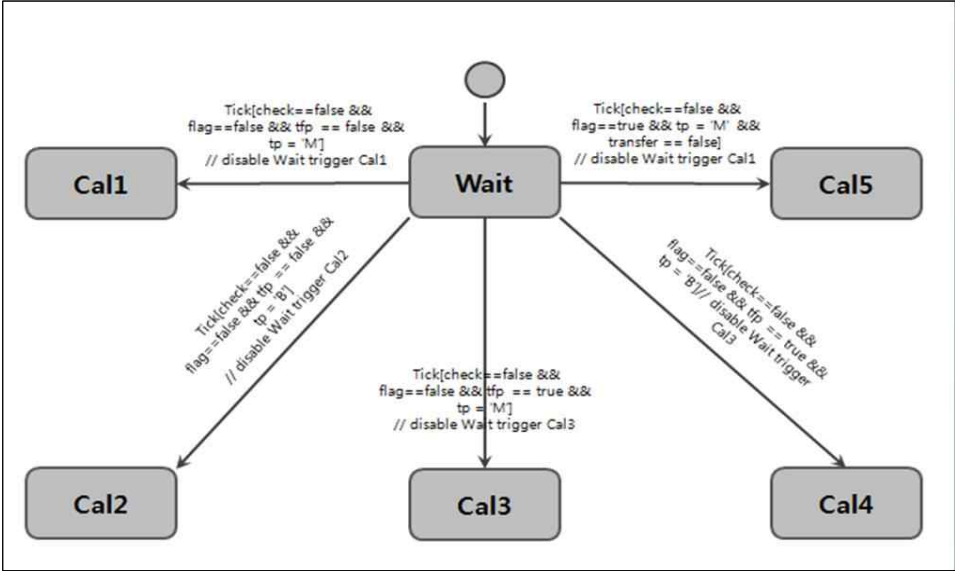 Tick[check==false &&
flag==false && tfp == false &&
tp = 'M']
// disable Wait trigger Cal1
Tick[check==false &&
flag==true && tp = 'M' &&
transfer == false]
// disable Wait trigger Cal1
Cal1
Wait
Cal5
Tick[check==false &&
flag==false && tfp == false &&
tp = 'B']
// disable Wait trigger Cal2
Tick[check==false &&
flag==false && tfp == true &&
tp = 'B']// disable Wait trigger
Cal3
Tick[check==false &&
flag==false && tfp == true &&
tp = 'M']
// disable Wait trigger Cal3
Cal2
Cal3
Cal4